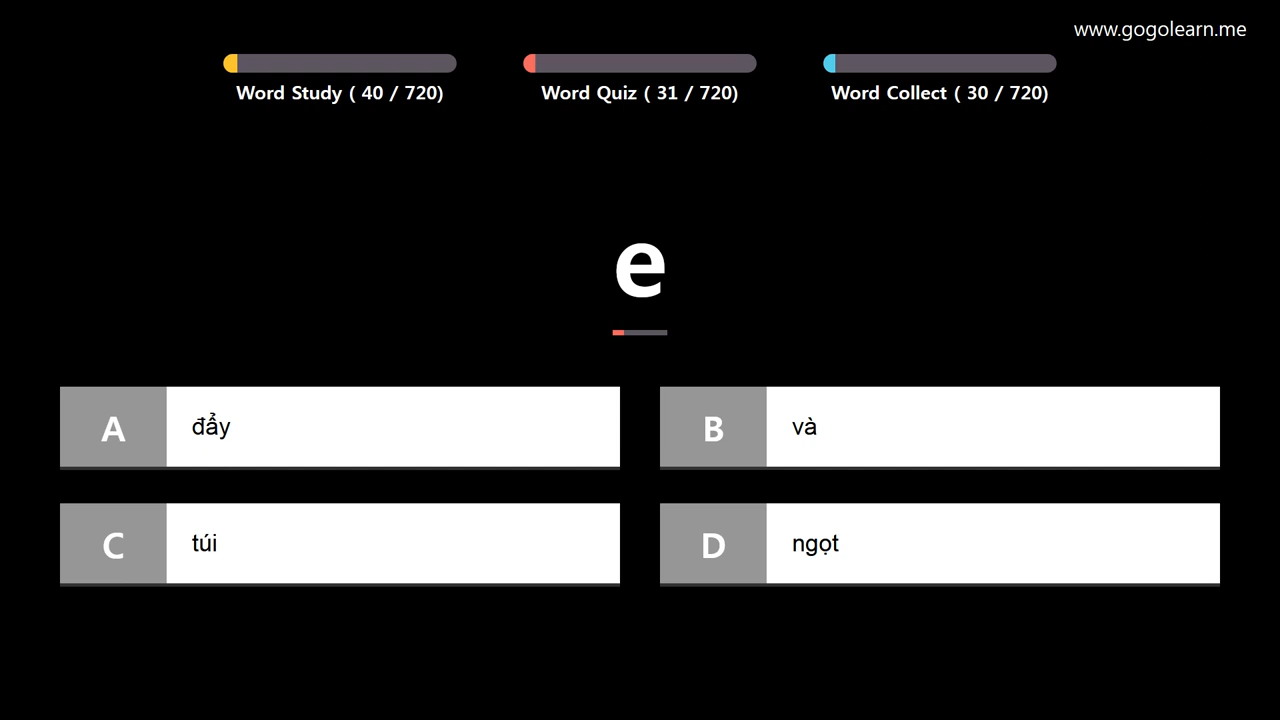 www.gogolearn.me
Word Study ( 40 / 720)
Word Quiz ( 31 / 720)
Word Collect ( 30 / 720)
e
A
đẩy
B
và
C
túi
D
ngọt